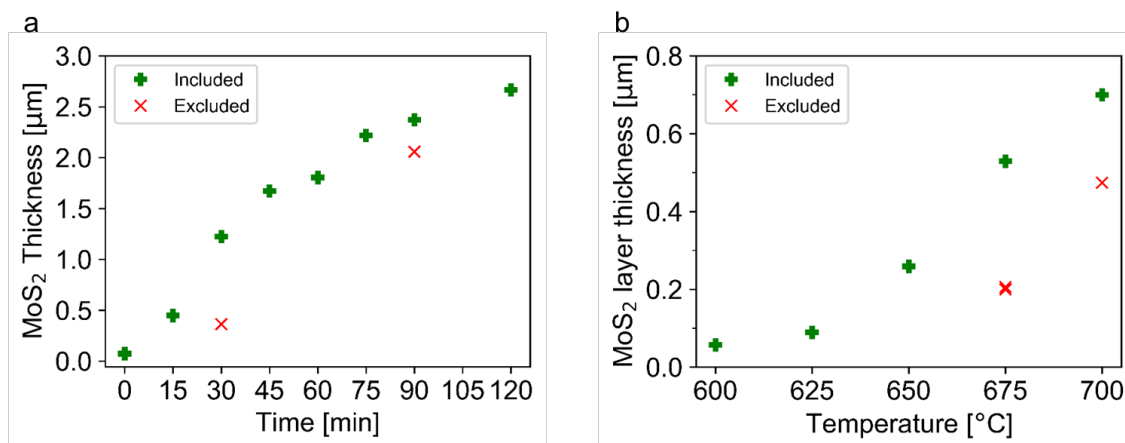 a
3.0
2.5
2.0
1.5
1.0
0.5
0.0
MoS₂ Thickness [µm]
Included
Excluded
0 15 30 45 60 75 90 105 120
Time [min]
b
0.8
0.6
0.4
0.2
0.0
MoS₂ layer thickness [µm]
Included
Excluded
600 625 650 675 700
Temperature [°C]